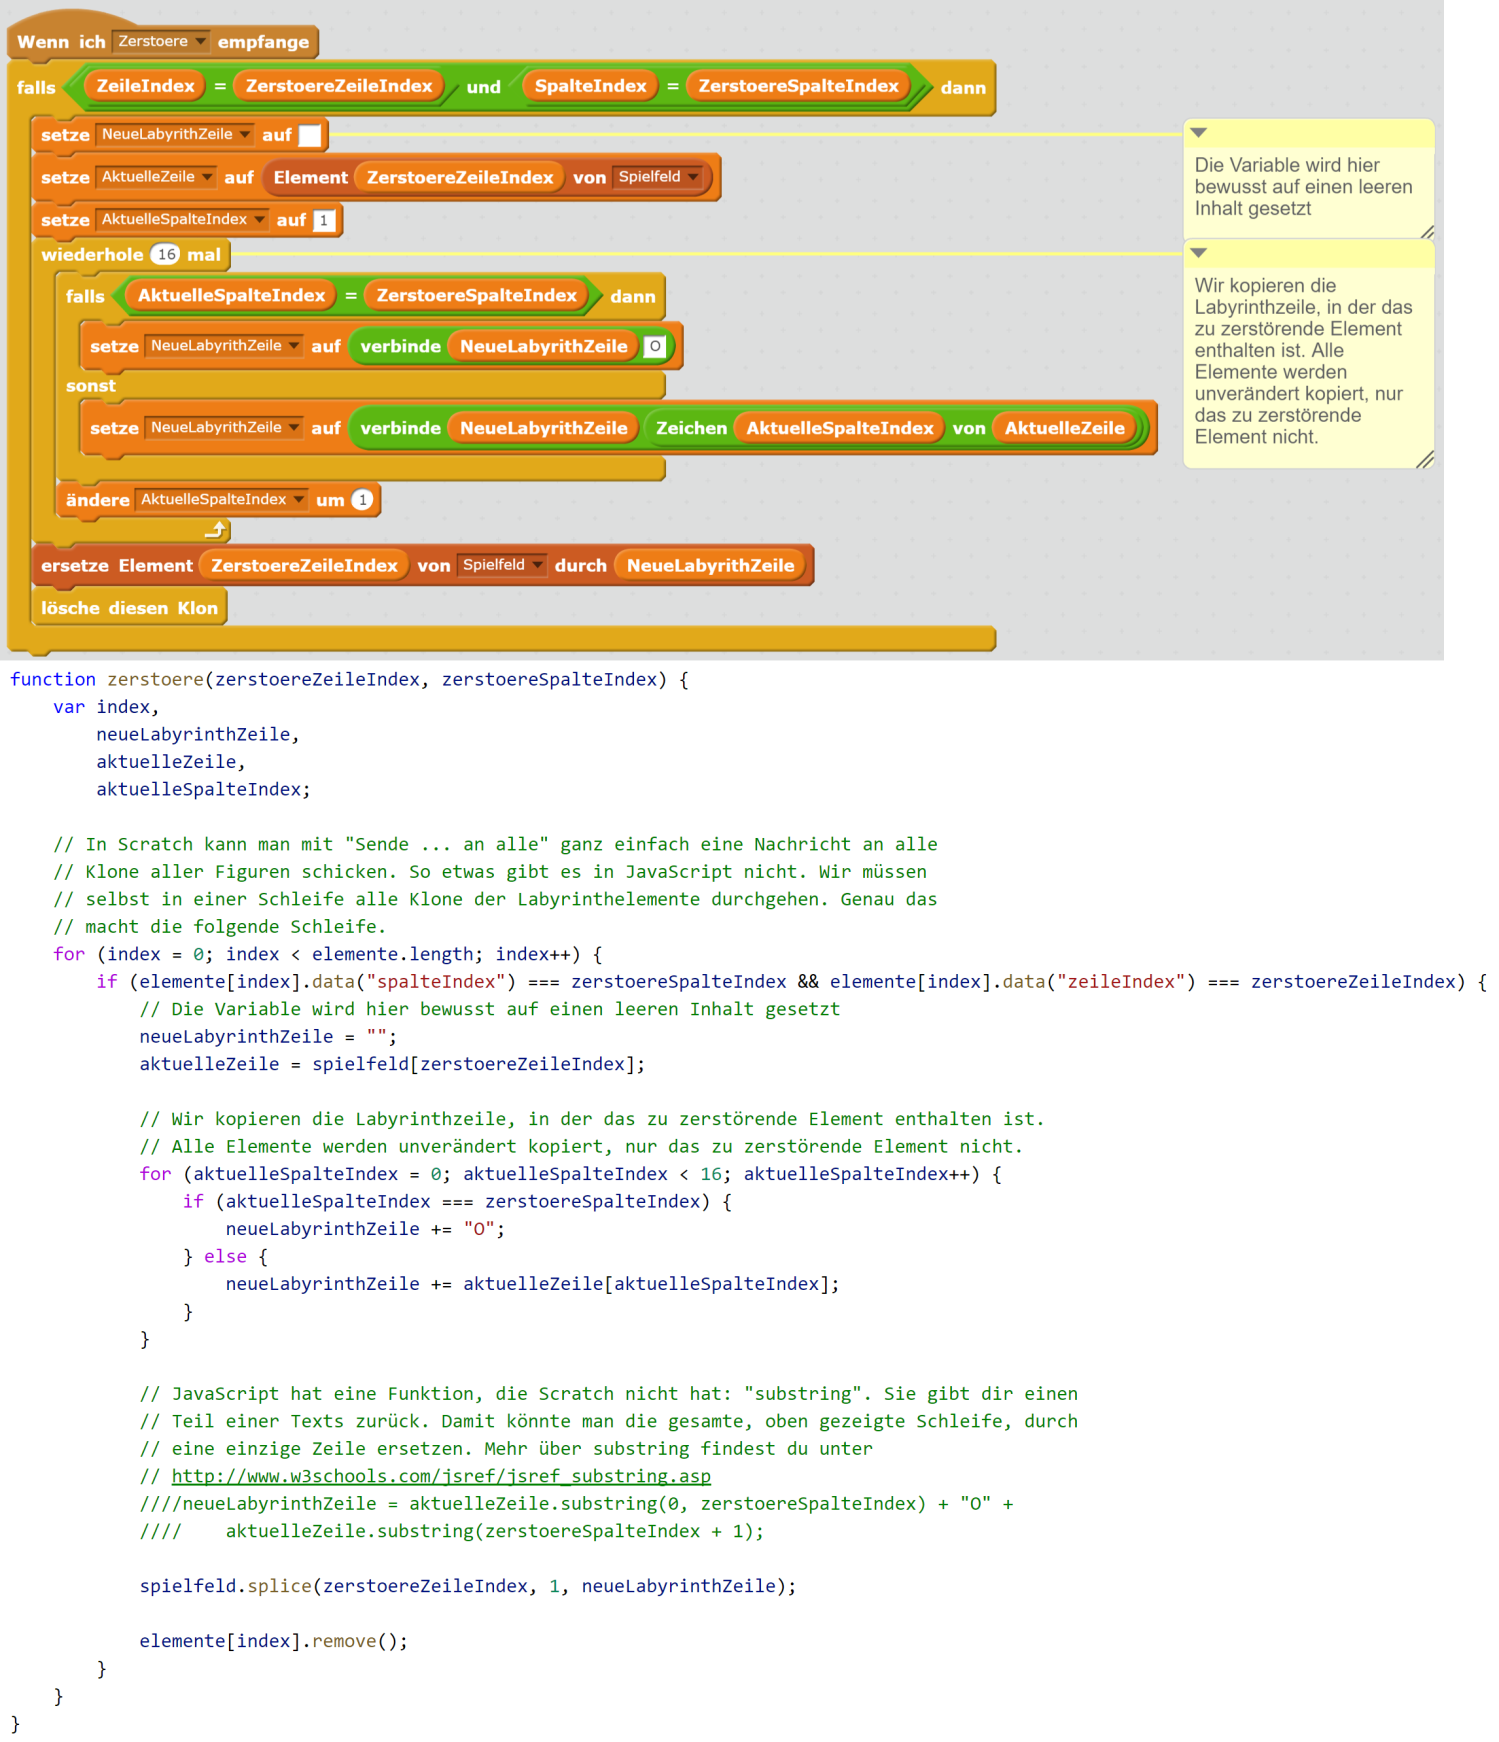 Wenn ich Zerstoere empfange
falls ZeileIndex = ZerstoereZeileIndex und SpalteIndex = ZerstoereSpalteIndex dann
setze NeueLabyrithZeile auf
setze AktuelleZeile auf Element ZerstoereZeileIndex von Spielfeld
setze AktuelleSpalteIndex auf 1
wiederhole 16 mal
falls AktuelleSpalteIndex = ZerstoereSpalteIndex dann
setze NeueLabyrithZeile auf verbinde NeueLabyrithZeile O
sonst
setze NeueLabyrithZeile auf verbinde NeueLabyrithZeile Zeichen AktuelleSpalteIndex von AktuelleZeile
ändere AktuelleSpalteIndex um 1
ersetze Element ZerstoereZeileIndex von Spielfeld durch NeueLabyrithZeile
lösche diesen Klon
Die Variable wird hier
bewusst auf einen leeren
Inhalt gesetzt
Wir kopieren die
Labyrinthzeile, in der das
zu zerstörende Element
enthalten ist. Alle
Elemente werden
unverändert kopiert, nur
das zu zerstörende
Element nicht.
function zerstoere(zerstoereZeileIndex, zerstoereSpalteIndex) {
    var index,
        neueLabyrinthZeile,
        aktuelleZeile,
        aktuelleSpalteIndex;
    // In Scratch kann man mit "Sende ... an alle" ganz einfach eine Nachricht an alle
    // Klone aller Figuren schicken. So etwas gibt es in JavaScript nicht. Wir müssen
    // selbst in einer Schleife alle Klone der Labyrinthelemente durchgehen. Genau das
    // macht die folgende Schleife.
    for (index = 0; index < elemente.length; index++) {
        if (elemente[index].data("spalteIndex") === zerstoereSpalteIndex && elemente[index].data("zeileIndex") === zerstoereZeileIndex) {
            // Die Variable wird hier bewusst auf einen leeren Inhalt gesetzt
            neueLabyrinthZeile = "";
            aktuelleZeile = spielfeld[zerstoereZeileIndex];
            // Wir kopieren die Labyrinthzeile, in der das zu zerstörende Element enthalten ist.
            // Alle Elemente werden unverändert kopiert, nur das zu zerstörende Element nicht.
            for (aktuelleSpalteIndex = 0; aktuelleSpalteIndex < 16; aktuelleSpalteIndex++) {
                if (aktuelleSpalteIndex === zerstoereSpalteIndex) {
                    neueLabyrinthZeile += "O";
                } else {
                    neueLabyrinthZeile += aktuelleZeile[aktuelleSpalteIndex];
                }
            }
            // JavaScript hat eine Funktion, die Scratch nicht hat: "substring". Sie gibt dir einen
            // Teil einer Texts zurück. Damit könnte man die gesamte, oben gezeigte Schleife, durch
            // eine einzige Zeile ersetzen. Mehr über substring findest du unter
            // http://www.w3schools.com/jsref/jsref_substring.asp
            ////neueLabyrinthZeile = aktuelleZeile.substring(0, zerstoereSpalteIndex) + "O" +
            ////    aktuelleZeile.substring(zerstoereSpalteIndex + 1);
            spielfeld.splice(zerstoereZeileIndex, 1, neueLabyrinthZeile);
            elemente[index].remove();
        }
    }
}